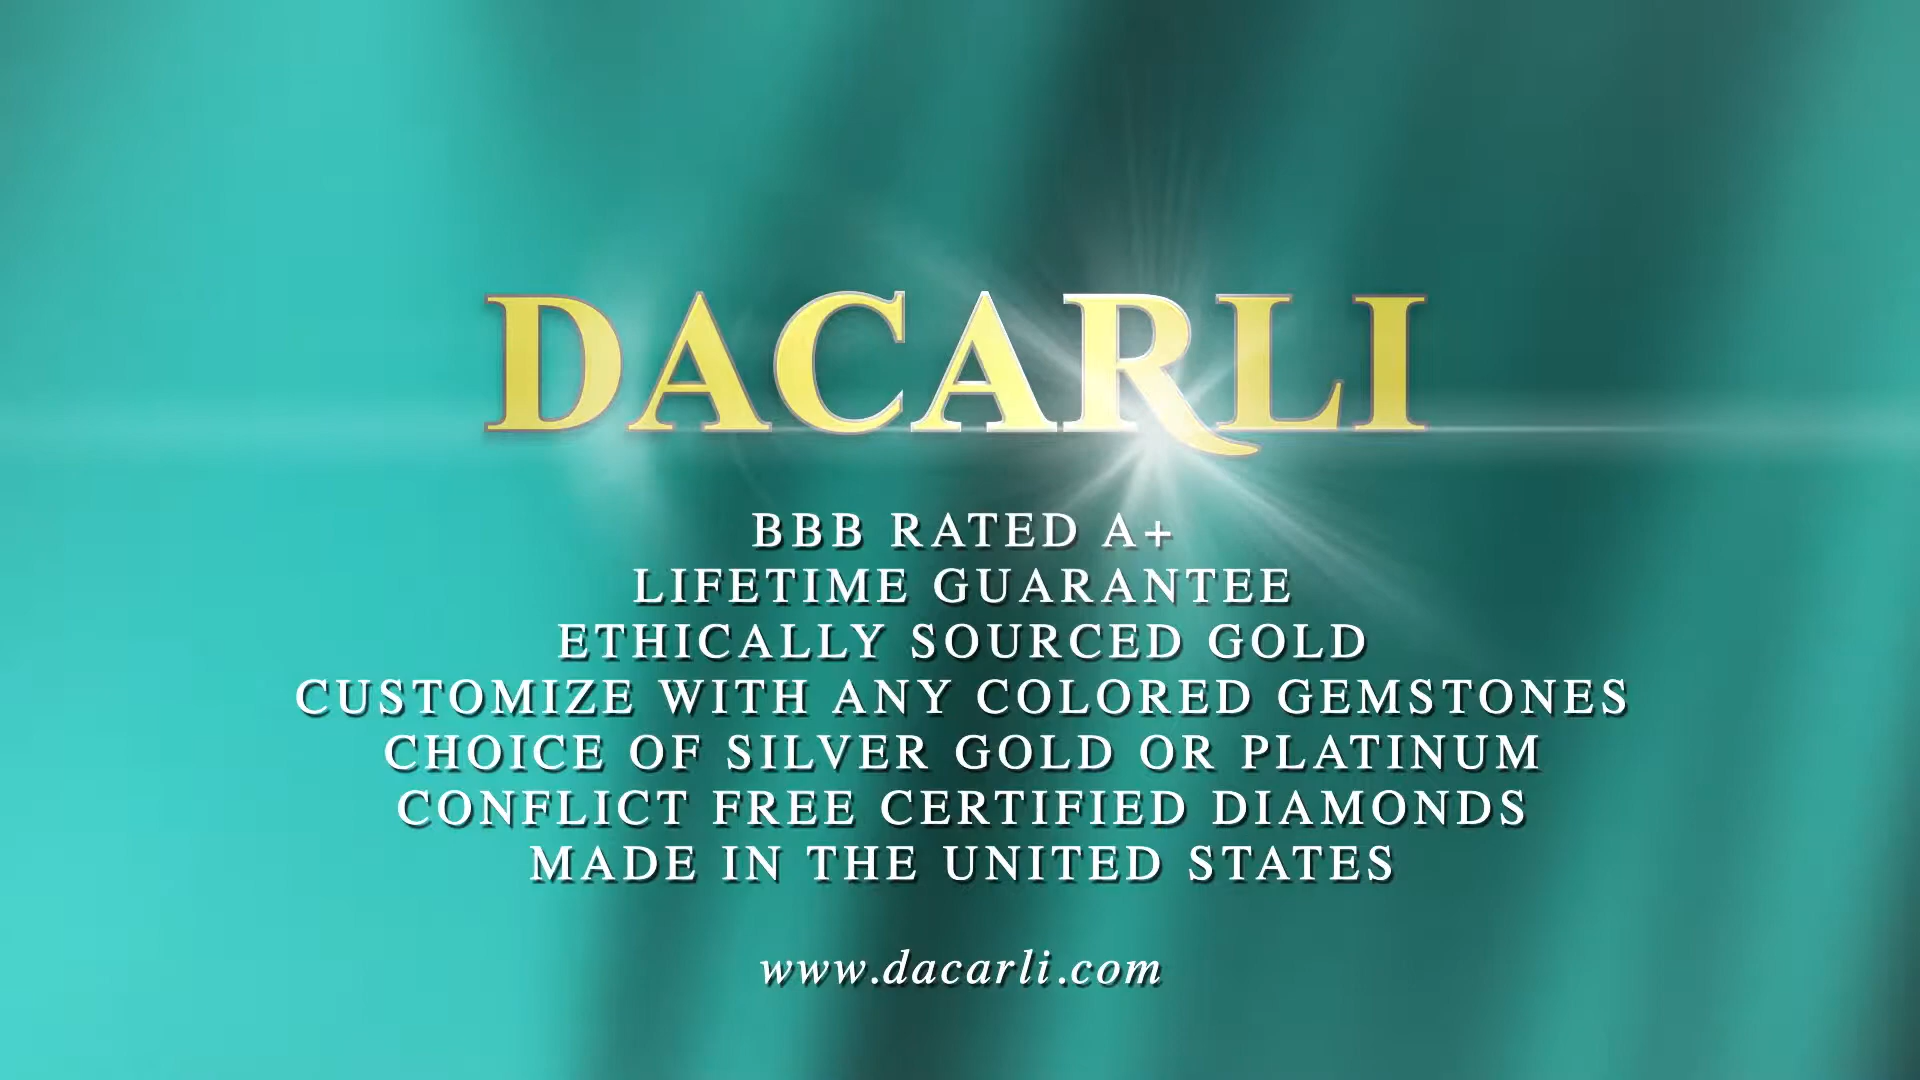 DACARLI
BBB RATED A+
LIFETIME GUARANTEE
ETHICALLY SOURCED GOLD
CUSTOMIZE WITH ANY COLORED GEMSTONES
CHOICE OF SILVER GOLD OR PLATINUM
CONFLICT FREE CERTIFIED DIAMONDS
MADE IN THE UNITED STATES
www.dacarli.com